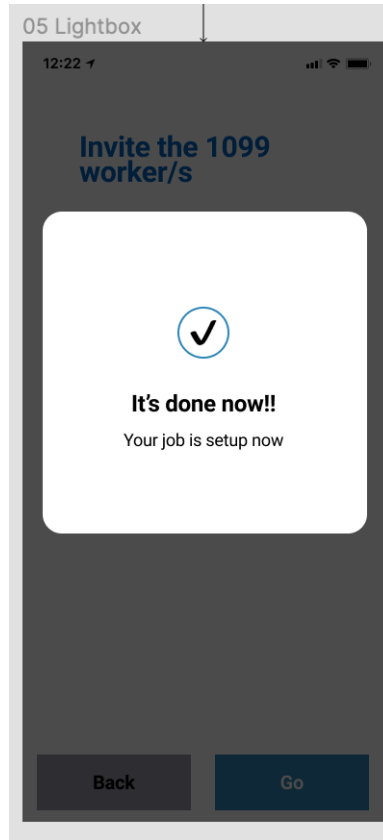 05 Lightbox
12:22
Invite the 1099
worker/s
It's done now!!
Your job is setup now
Back
Go